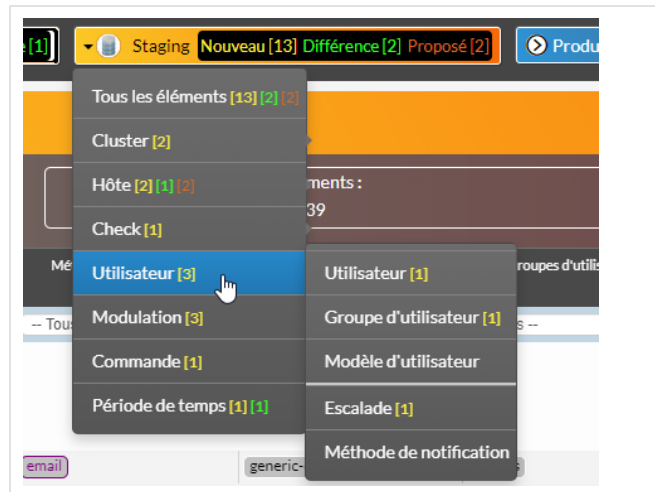 [1] Staging Nouveau [13] Différence [2] Proposé [2] Produ
Tous les éléments [13] [2] [2]
Cluster [2]
Hôte [2] [1] [2]
ments :
39
Check [1]
Mé
Utilisateur [3]
Utilisateur [1]
roupes d'utilis
-- Tou
Modulation [3]
Groupe d'utilisateur [1]
s --
Commande [1]
Modèle d'utilisateur
Période de temps [1] [1]
Escalade [1]
Méthode de notification
email
generic-